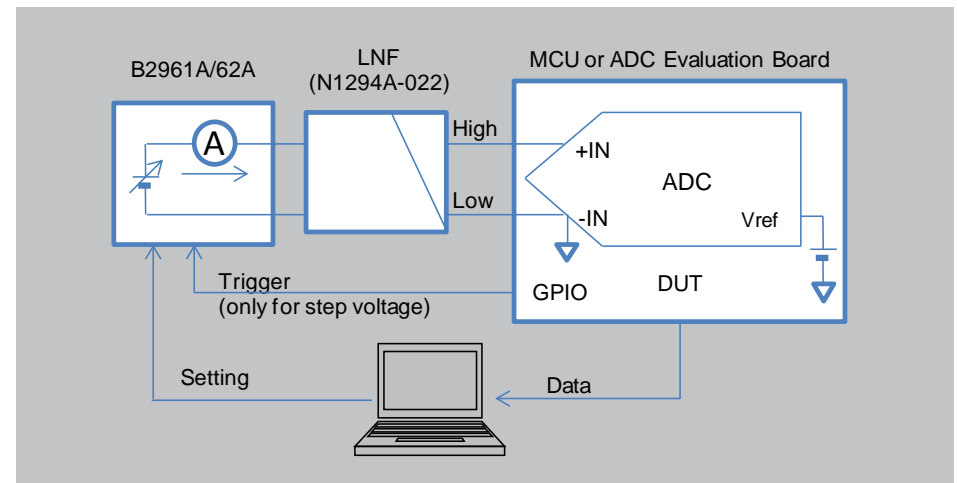 B2961A/62A
LNF
(N1294A-022)
MCU or ADC Evaluation Board
A
High
Low
+IN
ADC
-IN
Vref
Trigger
(only for step voltage)
GPIO
DUT
Setting
Data